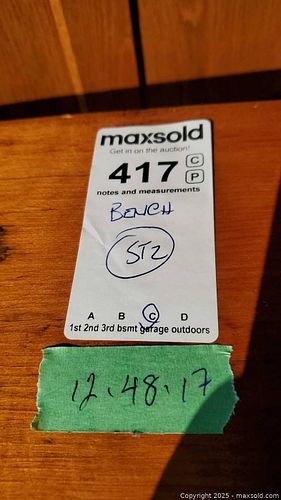 maxsold
Get in on the auction!
417 C
P
notes and measurements
BENCH
ST2
A B C D
1st 2nd 3rd bsmt garage outdoors
12.48.17
Copyright 2025 - maxsold.com